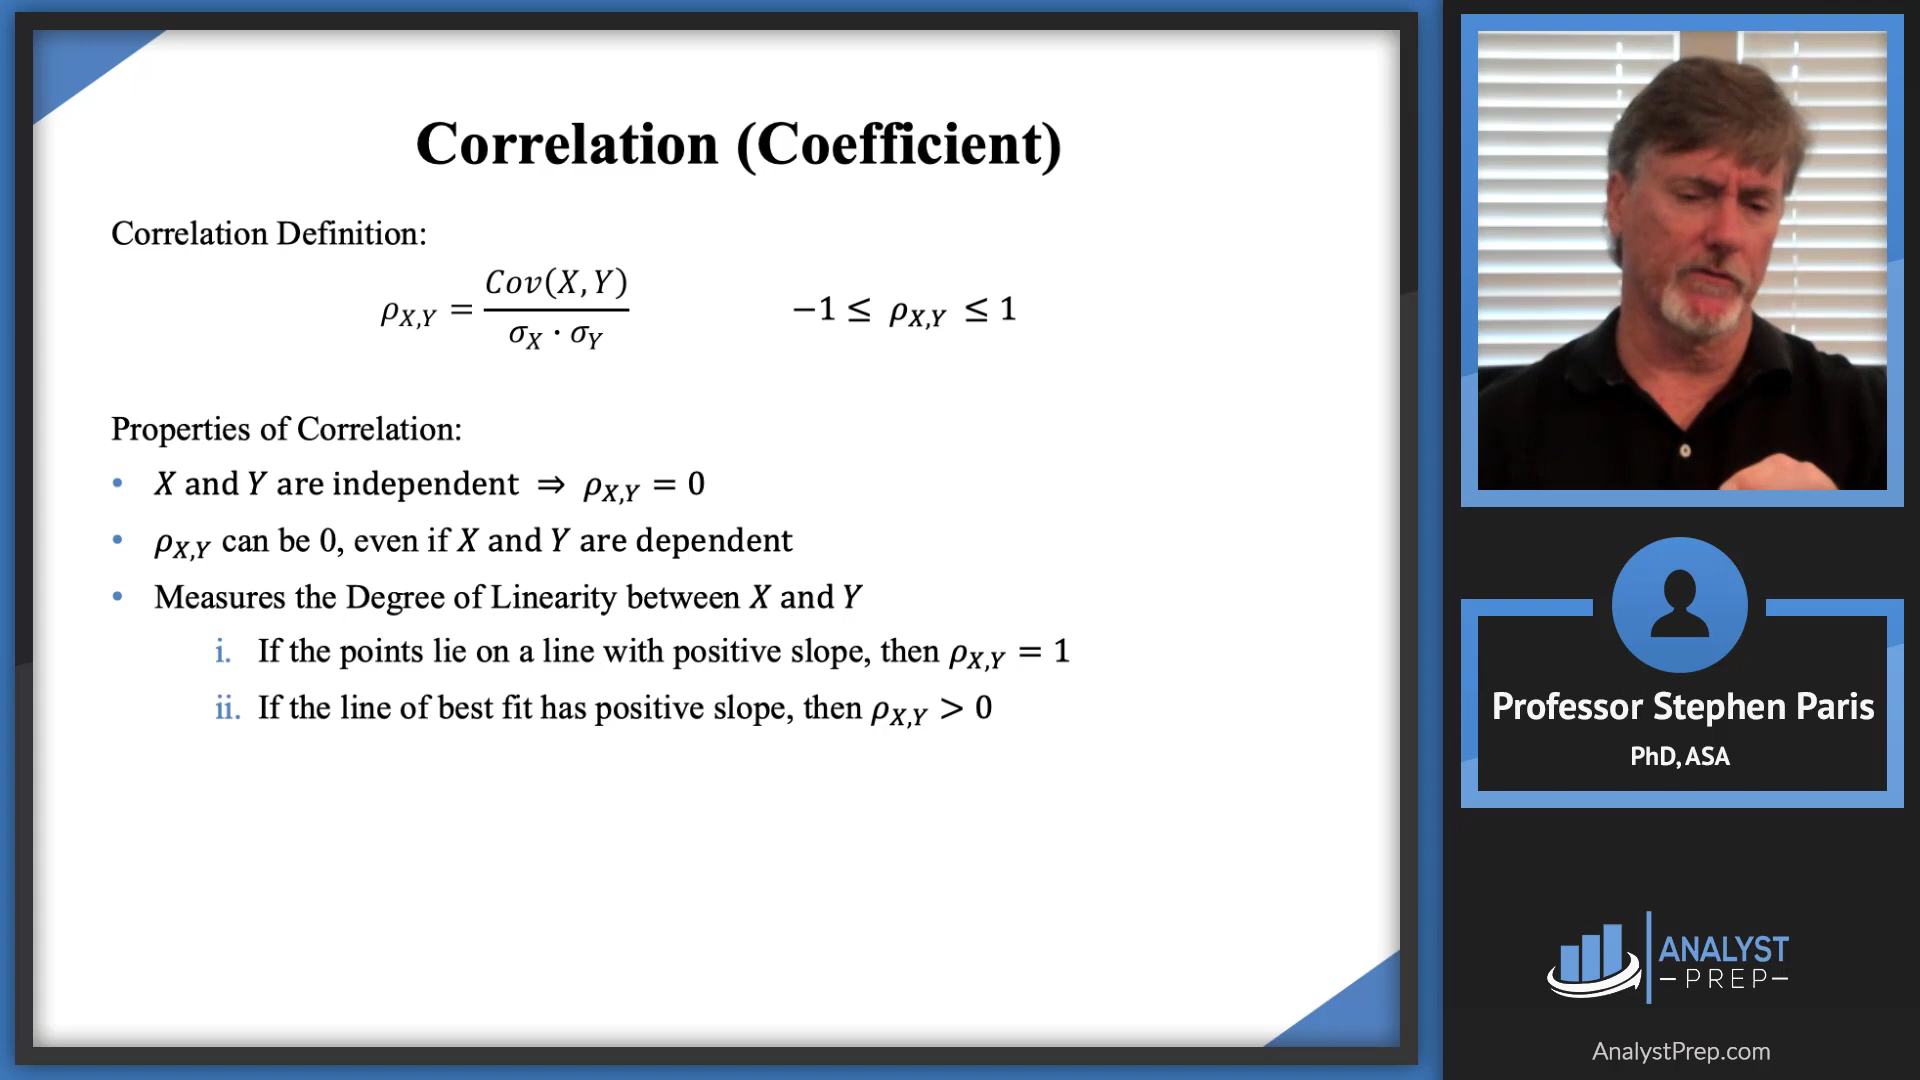 Correlation (Coefficient)
Correlation Definition:
ρX,Y = Cov(X,Y) / σX · σY     −1 ≤ ρX,Y ≤ 1
Properties of Correlation:
• X and Y are independent ⇒ ρX,Y = 0
• ρX,Y can be 0, even if X and Y are dependent
• Measures the Degree of Linearity between X and Y
i. If the points lie on a line with positive slope, then ρX,Y = 1
ii. If the line of best fit has positive slope, then ρX,Y > 0
Professor Stephen Paris
PhD, ASA
ANALYST
PREP
AnalystPrep.com